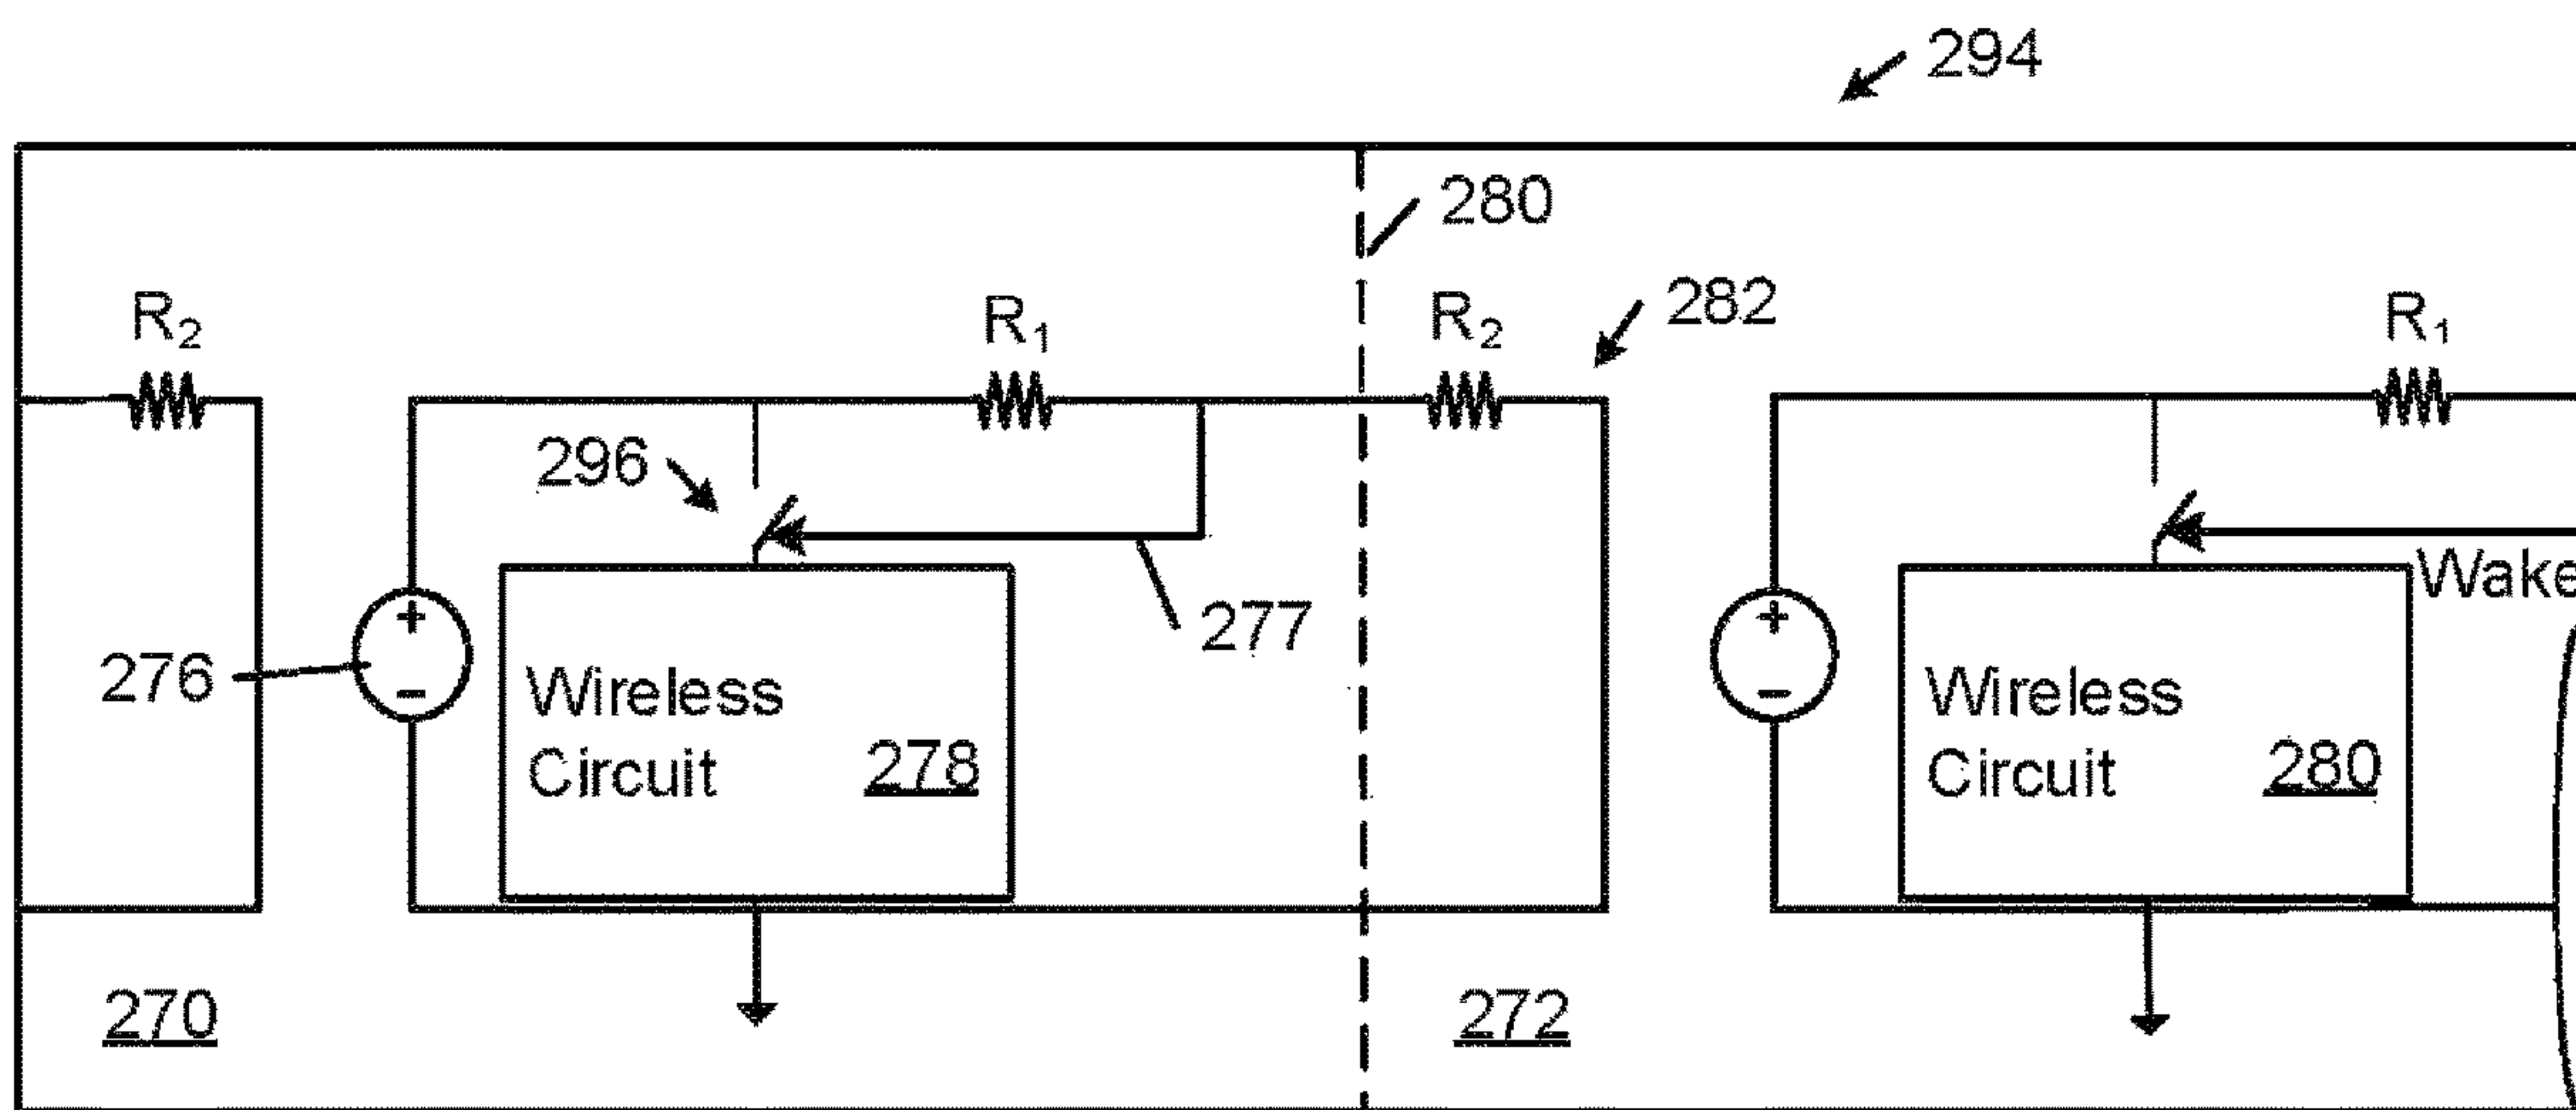 294
280
282
R2
R1
R2
R1
296
277
Wake
276
+
-
Wireless
Circuit
278
+
-
Wireless
Circuit
280
270
272